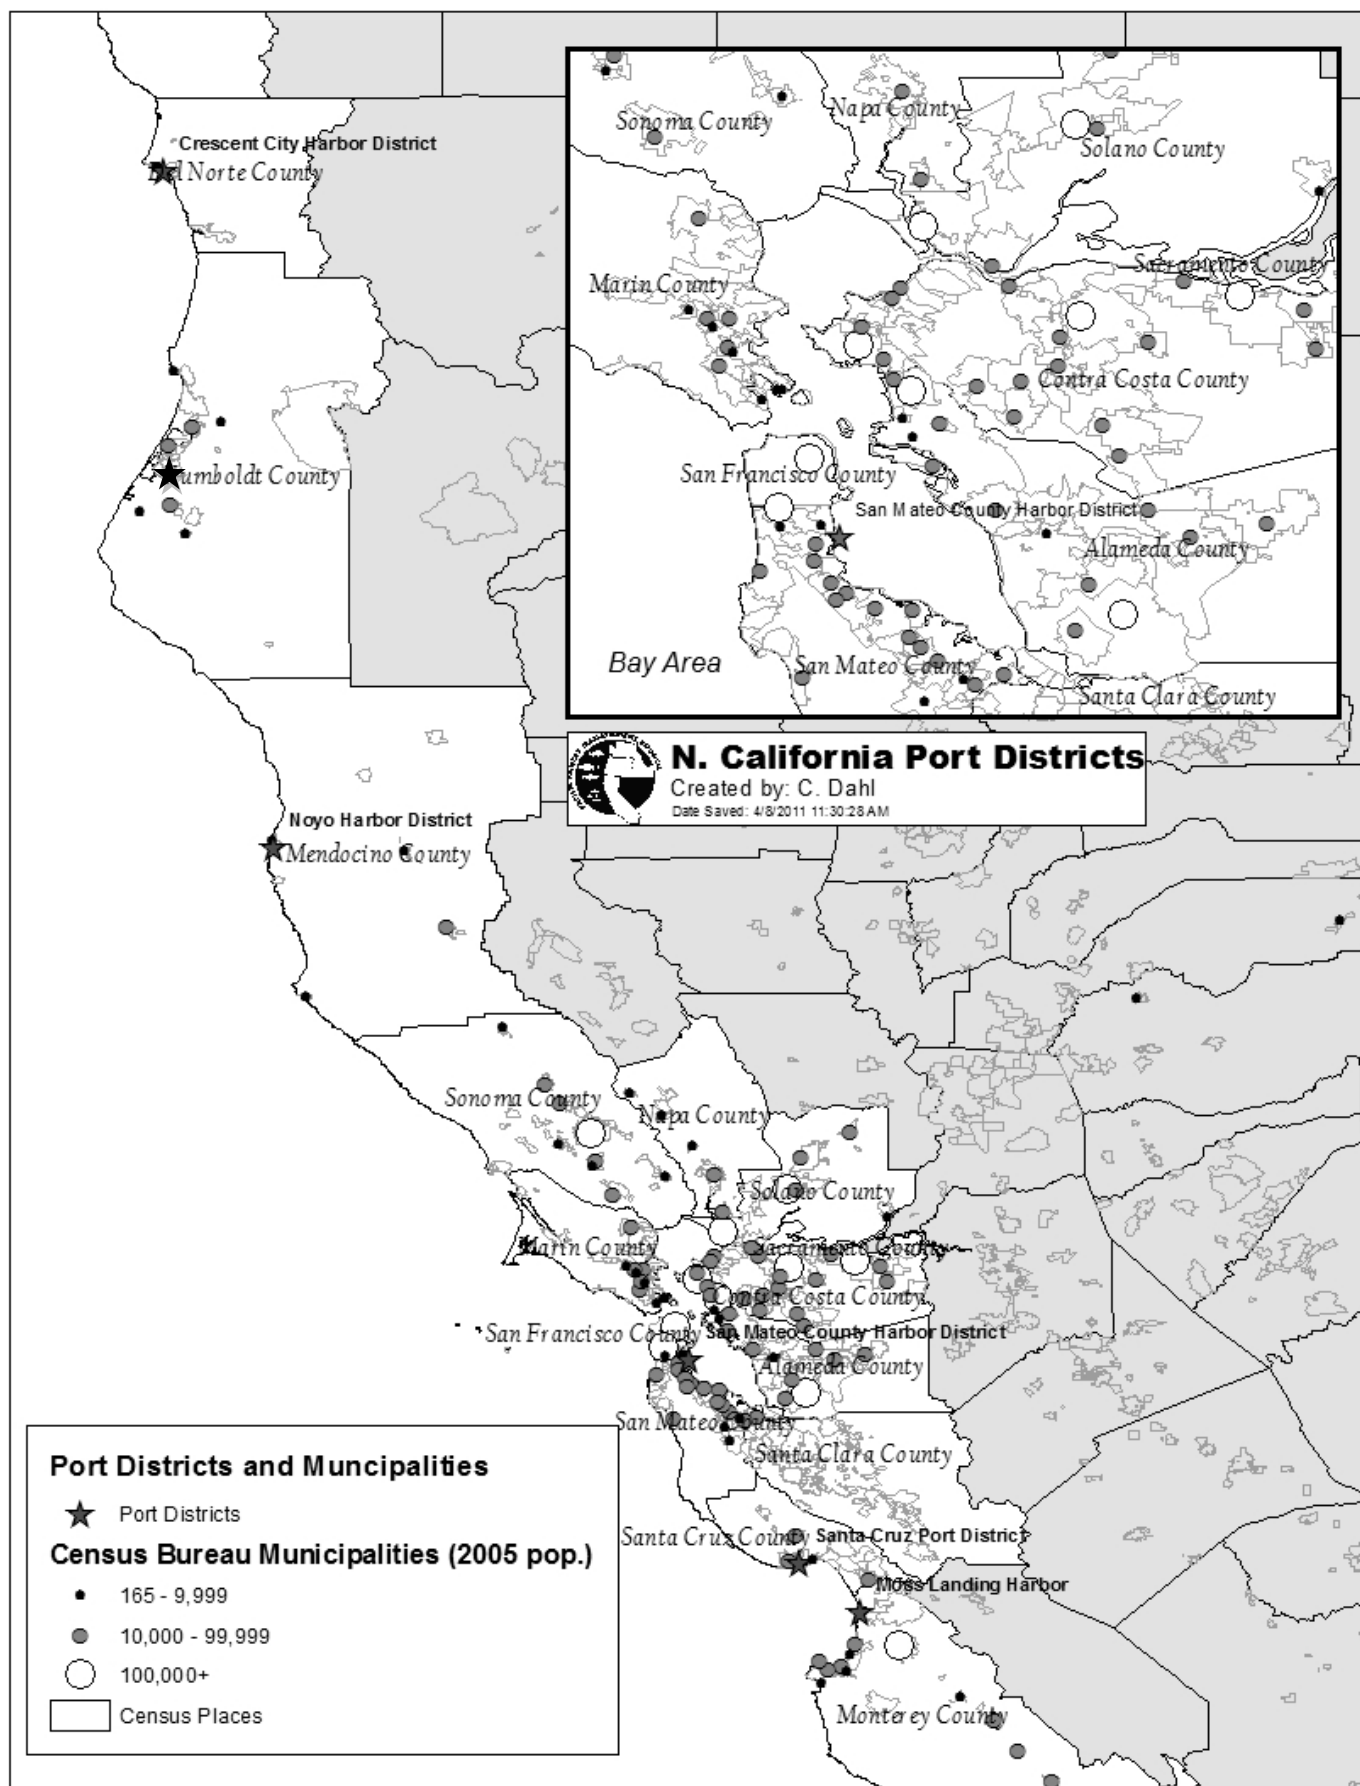 Crescent City Harbor District
Del Norte County
Sonoma County
Napa County
Solano County
Marin County
Sacramento County
Contra Costa County
San Francisco County
San Mateo County Harbor District
Alameda County
Bay Area
San Mateo County
Santa Clara County
Humboldt County
N. California Port Districts
Created by: C. Dahl
Date Saved: 4/8/2011 11:30:28 AM
Noyo Harbor District
Mendocino County
Sonoma County
Napa County
Solano County
Marin County
Sacramento County
Contra Costa County
San Francisco County
San Mateo County Harbor District
Alameda County
San Mateo County
Santa Clara County
Santa Cruz County
Santa Cruz Port District
Moss Landing Harbor
Monterey County
Port Districts and Muncipalities
Port Districts
Census Bureau Municipalities (2005 pop.)
165 - 9,999
10,000 - 99,999
100,000+
Census Places